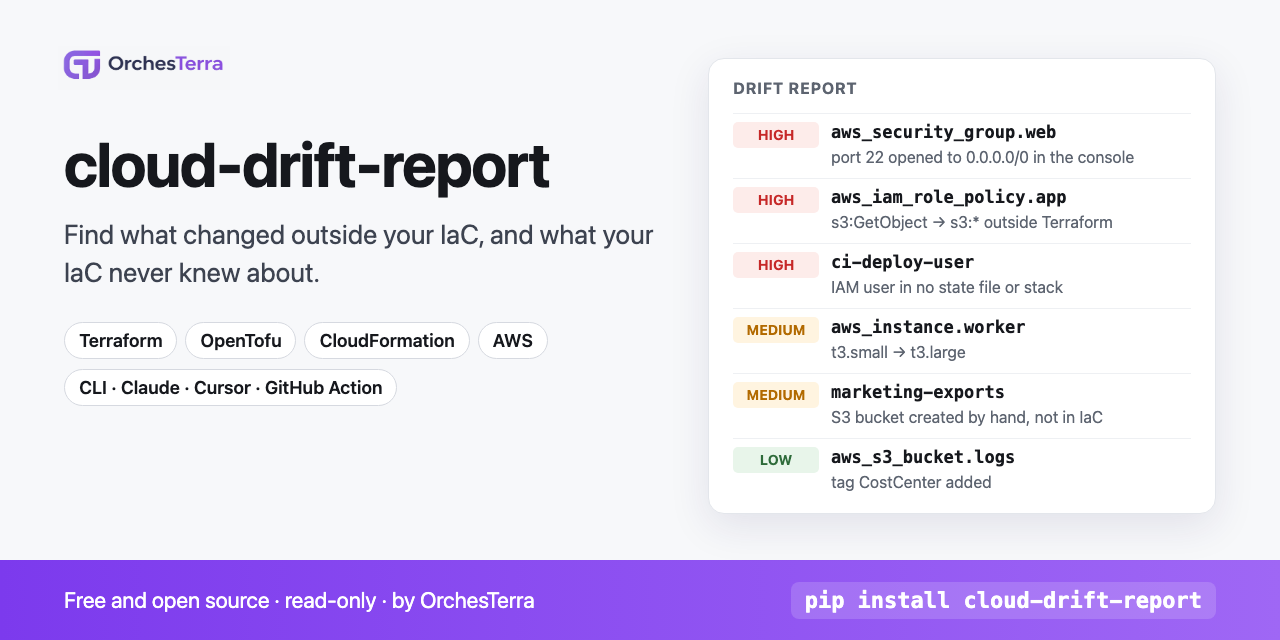 OrchesTerra
cloud-drift-report
Find what changed outside your IaC, and what your
IaC never knew about.
Terraform
OpenTofu
CloudFormation
AWS
CLI · Claude · Cursor · GitHub Action
DRIFT REPORT
HIGH
aws_security_group.web
port 22 opened to 0.0.0.0/0 in the console
HIGH
aws_iam_role_policy.app
s3:GetObject → s3:* outside Terraform
HIGH
ci-deploy-user
IAM user in no state file or stack
MEDIUM
aws_instance.worker
t3.small → t3.large
MEDIUM
marketing-exports
S3 bucket created by hand, not in IaC
LOW
aws_s3_bucket.logs
tag CostCenter added
Free and open source · read-only · by OrchesTerra
pip install cloud-drift-report